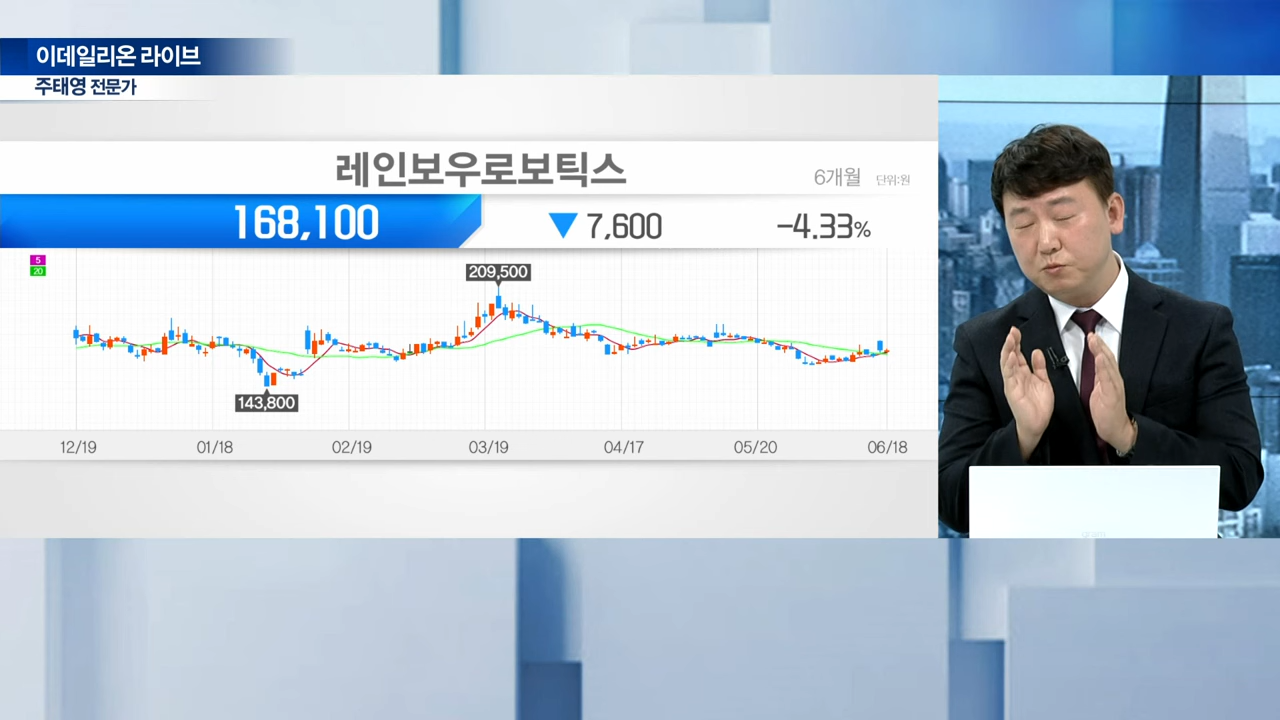 이데일리온 라이브
주태영 전문가
레인보우로보틱스
6개월 단위:원
168,100 ▼ 7,600 -4.33%
5
20
209,500
143,800
12/19 01/18 02/19 03/19 04/17 05/20 06/18